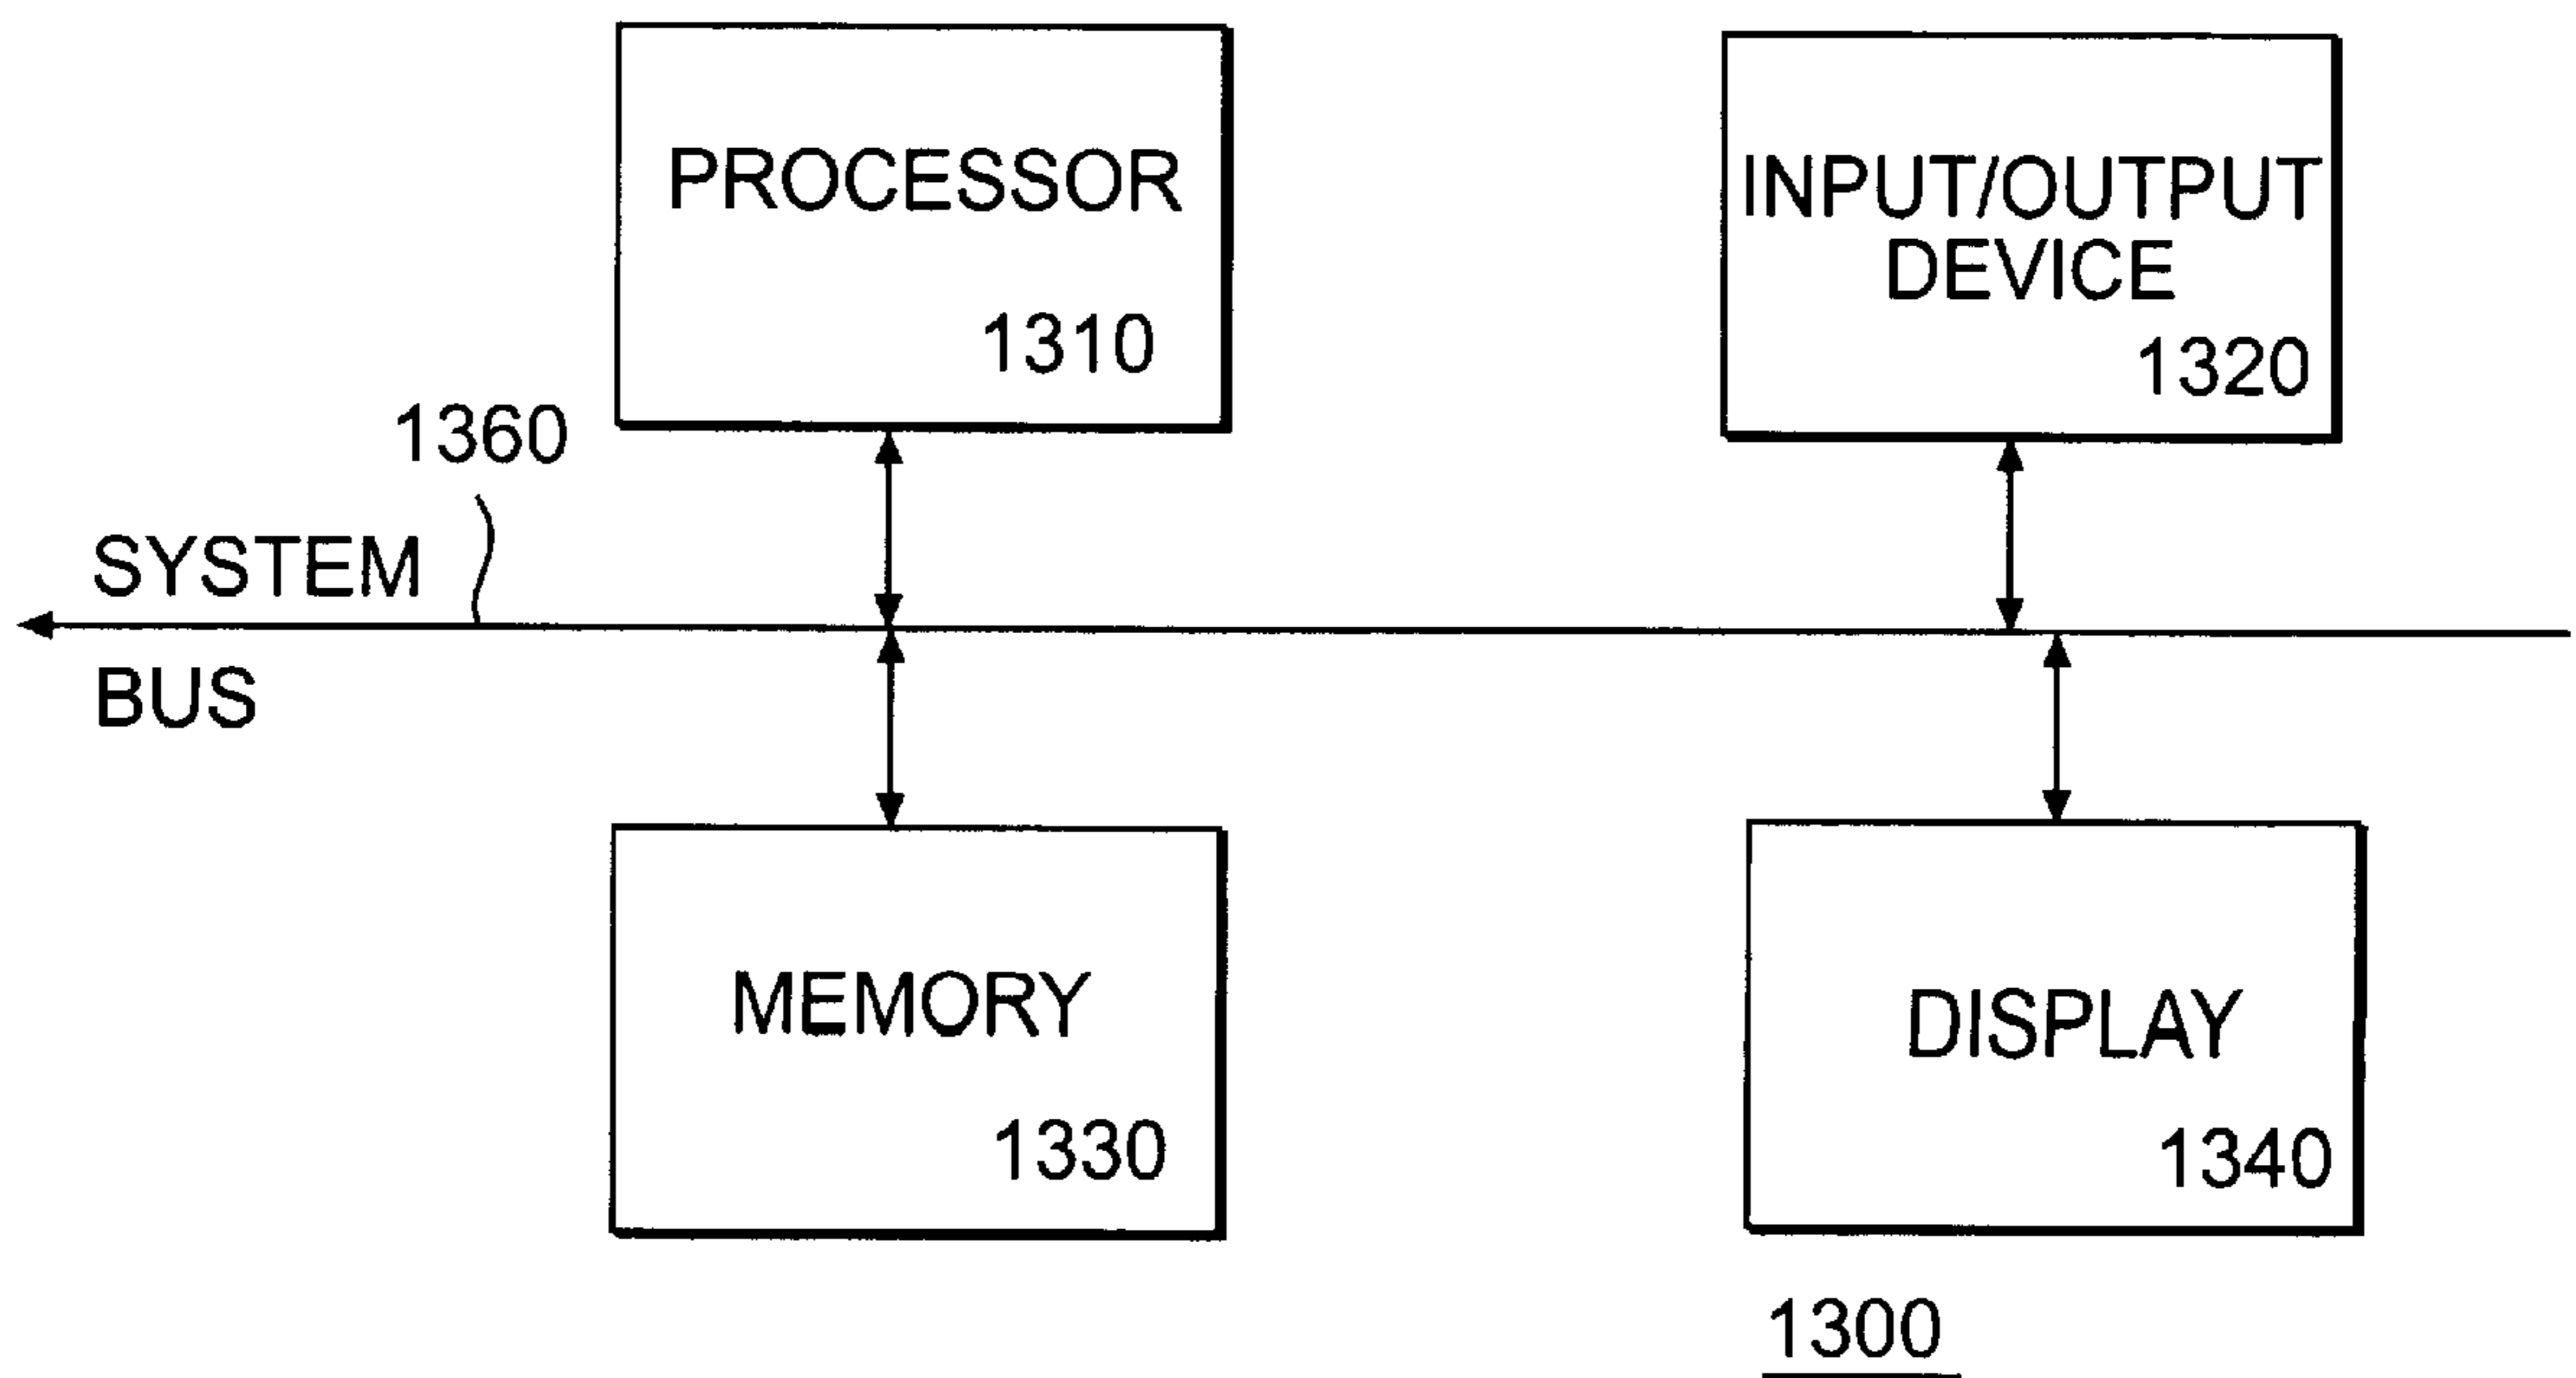 PROCESSOR
1310
INPUT/OUTPUT
DEVICE
1320
1360
SYSTEM
BUS
MEMORY
1330
DISPLAY
1340
1300